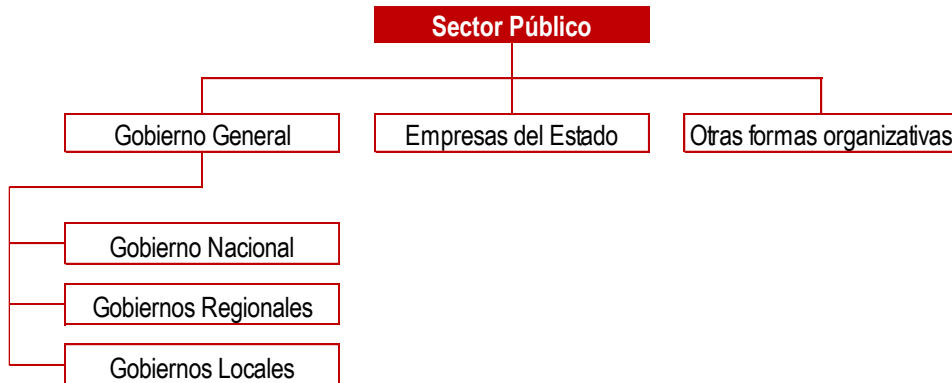 Sector Público
Gobierno General
Empresas del Estado
Otras formas organizativas
Gobierno Nacional
Gobiernos Regionales
Gobiernos Locales